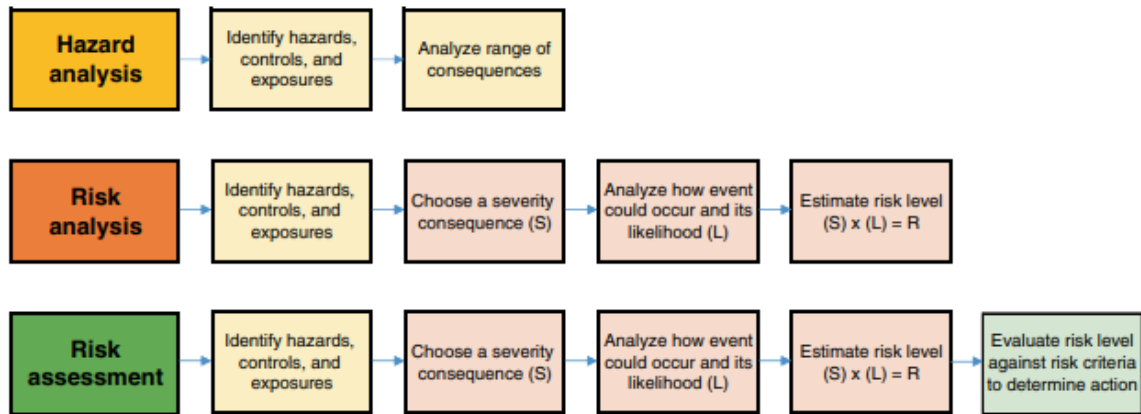 Hazard
analysis
Identify hazards,
controls, and
exposures
Analyze range of
consequences
Risk
analysis
Identify hazards,
controls, and
exposures
Choose a severity
consequence (S)
Analyze how event
could occur and its
likelihood (L)
Estimate risk level
(S) x (L) = R
Risk
assessment
Identify hazards,
controls, and
exposures
Choose a severity
consequence (S)
Analyze how event
could occur and its
likelihood (L)
Estimate risk level
(S) x (L) = R
Evaluate risk level
against risk criteria
to determine action